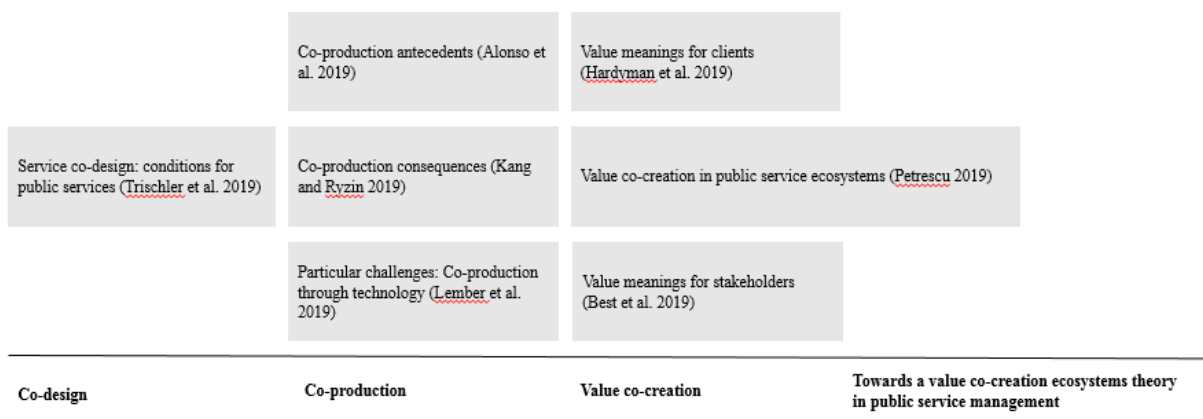 Co-production antecedents (Alonso et
al. 2019)
Value meanings for clients
(Hardyman et al. 2019)
Service co-design: conditions for
public services (Trischler et al. 2019)
Co-production consequences (Kang
and Ryzin 2019)
Value co-creation in public service ecosystems (Petrescu 2019)
Particular challenges: Co-production
through technology (Lember et al.
2019)
Value meanings for stakeholders
(Best et al. 2019)
Co-design
Co-production
Value co-creation
Towards a value co-creation ecosystems theory
in public service management